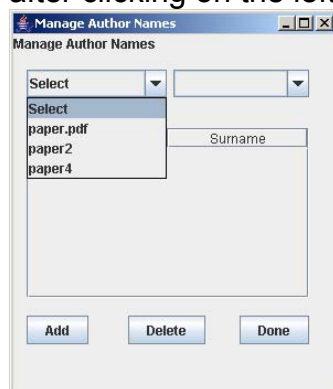 after clicking on the left
Manage Author Names
Manage Author Names
Select
Select
paper.pdf
paper2
paper4
Surname
Add Delete Done